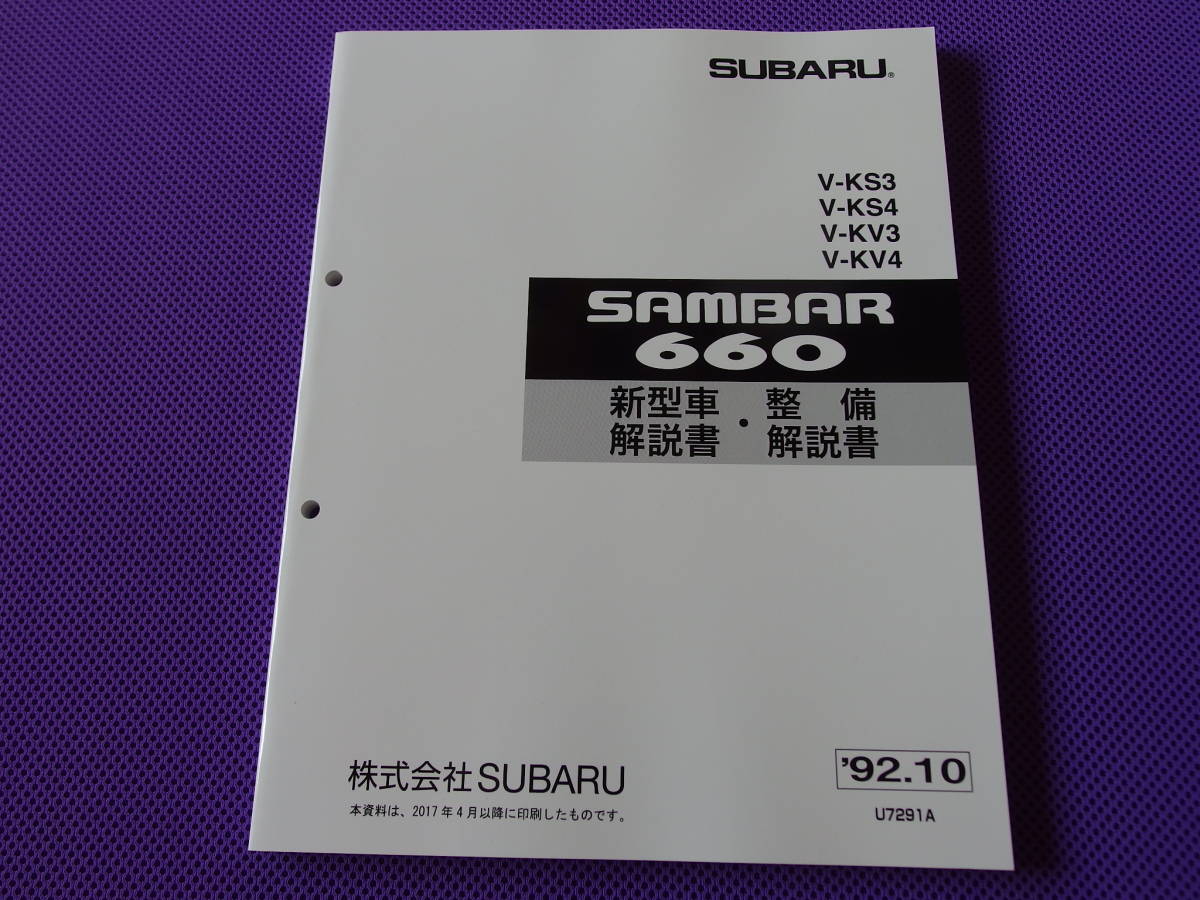 SUBARU®
V-KS3
V-KS4
V-KV3
V-KV4
SAMBAR
660
新型車・整 備
解説書 解説書
株式会社SUBARU
'92.10
本資料は、2017年4月以降に印刷したものです。
U7291A